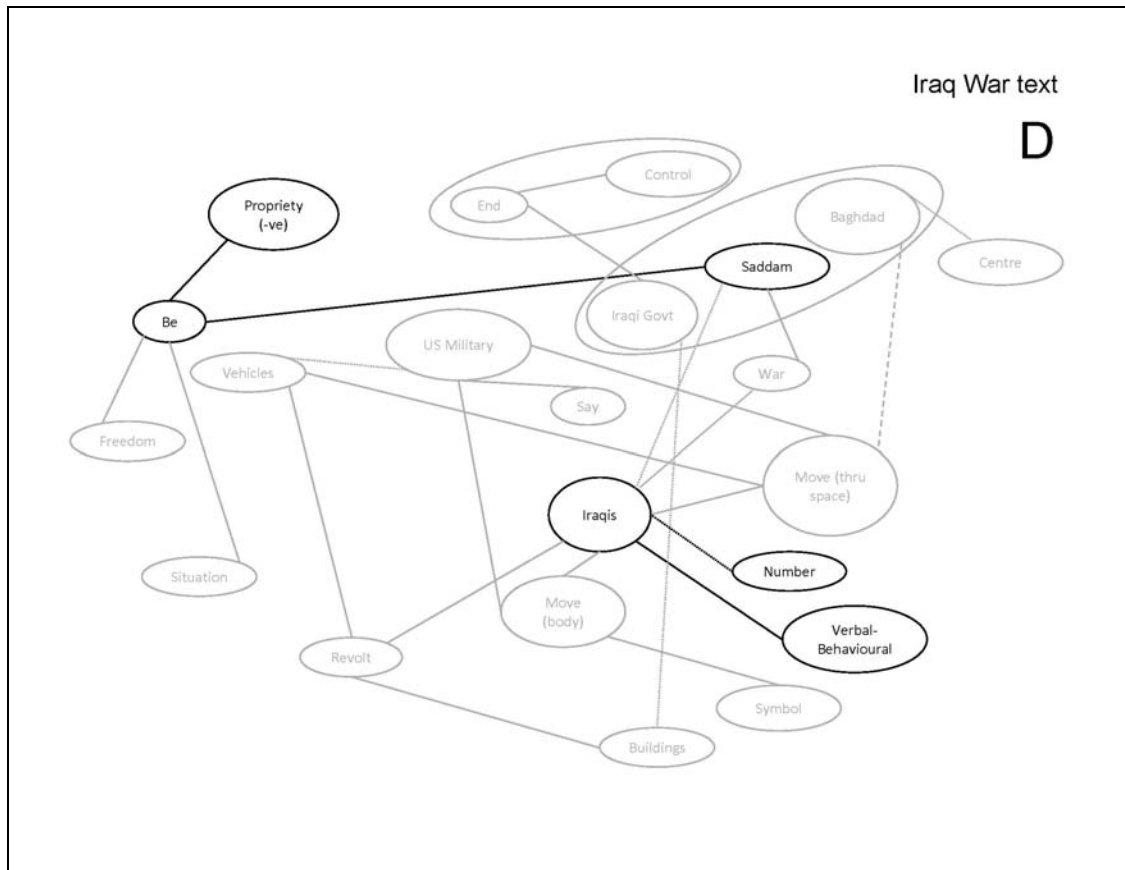 Iraq War text
D
Control
End
Propriety
(-ve)
Baghdad
Saddam
Centre
Iraqi Govt
Be
US Military
Vehicles
War
Say
Freedom
Move (thru
space)
Iraqis
Number
Situation
Move
(body)
Verbal-
Behavioural
Revolt
Symbol
Buildings